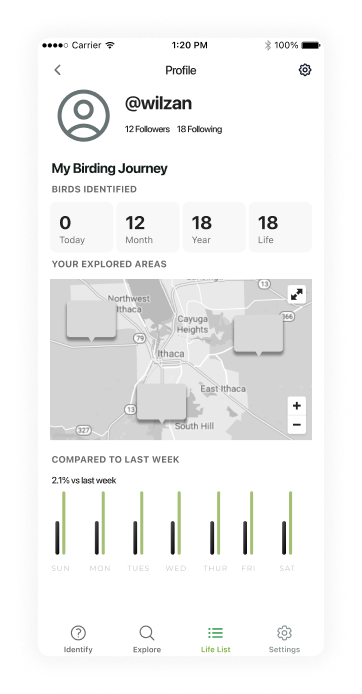 Carrier 1:20 PM 100%
Profile
@wilzan
12 Followers 18 Following
My Birding Journey
BIRDS IDENTIFIED
0 12 18 18
Today Month Year Life
YOUR EXPLORED AREAS
13
Northwest
Ithaca
366
Cayuga
Heights
79
Ithaca
East Ithaca
13
+
South Hill
327
−
COMPARED TO LAST WEEK
2.1% vs last week
SUN MON TUES WED THUR FRI SAT
Identify Explore Life List Settings